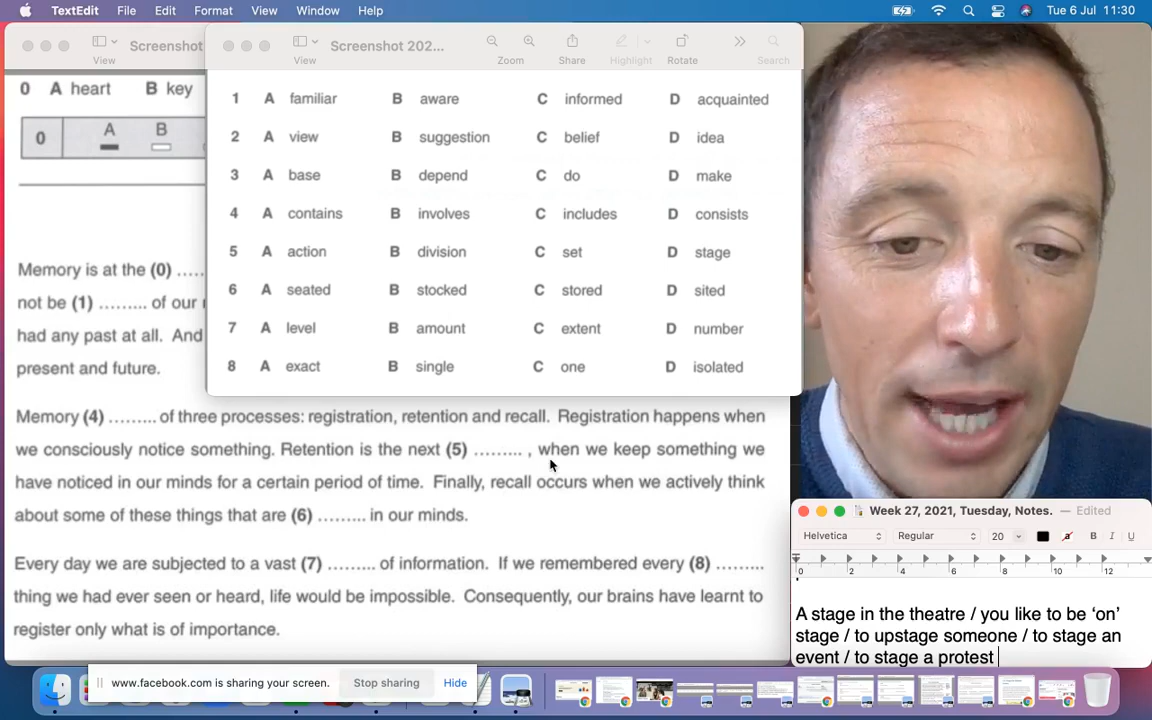 TextEdit File Edit Format View Window Help Tue 6 Jul 11:30
Screenshot
View
Screenshot 202...
View Zoom Share Highlight Rotate Search
0 A heart B key
0 A B
1 A familiar B aware C informed D acquainted
2 A view B suggestion C belief D idea
3 A base B depend C do D make
4 A contains B involves C includes D consists
5 A action B division C set D stage
6 A seated B stocked C stored D sited
7 A level B amount C extent D number
8 A exact B single C one D isolated
Memory is at the (0) .....
not be (1) ......... of our
had any past at all. And
present and future.
Memory (4) ......... of three processes: registration, retention and recall. Registration happens when
we consciously notice something. Retention is the next (5) ......... , when we keep something we
have noticed in our minds for a certain period of time. Finally, recall occurs when we actively think
about some of these things that are (6) ......... in our minds.
Every day we are subjected to a vast (7) ......... of information. If we remembered every (8) .........
thing we had ever seen or heard, life would be impossible. Consequently, our brains have learnt to
register only what is of importance.
Week 27, 2021, Tuesday, Notes. — Edited
Helvetica Regular 20 a B I U
0 2 4 6 8 10 12
A stage in the theatre / you like to be ‘on’
stage / to upstage someone / to stage an
event / to stage a protest
www.facebook.com is sharing your screen. Stop sharing Hide